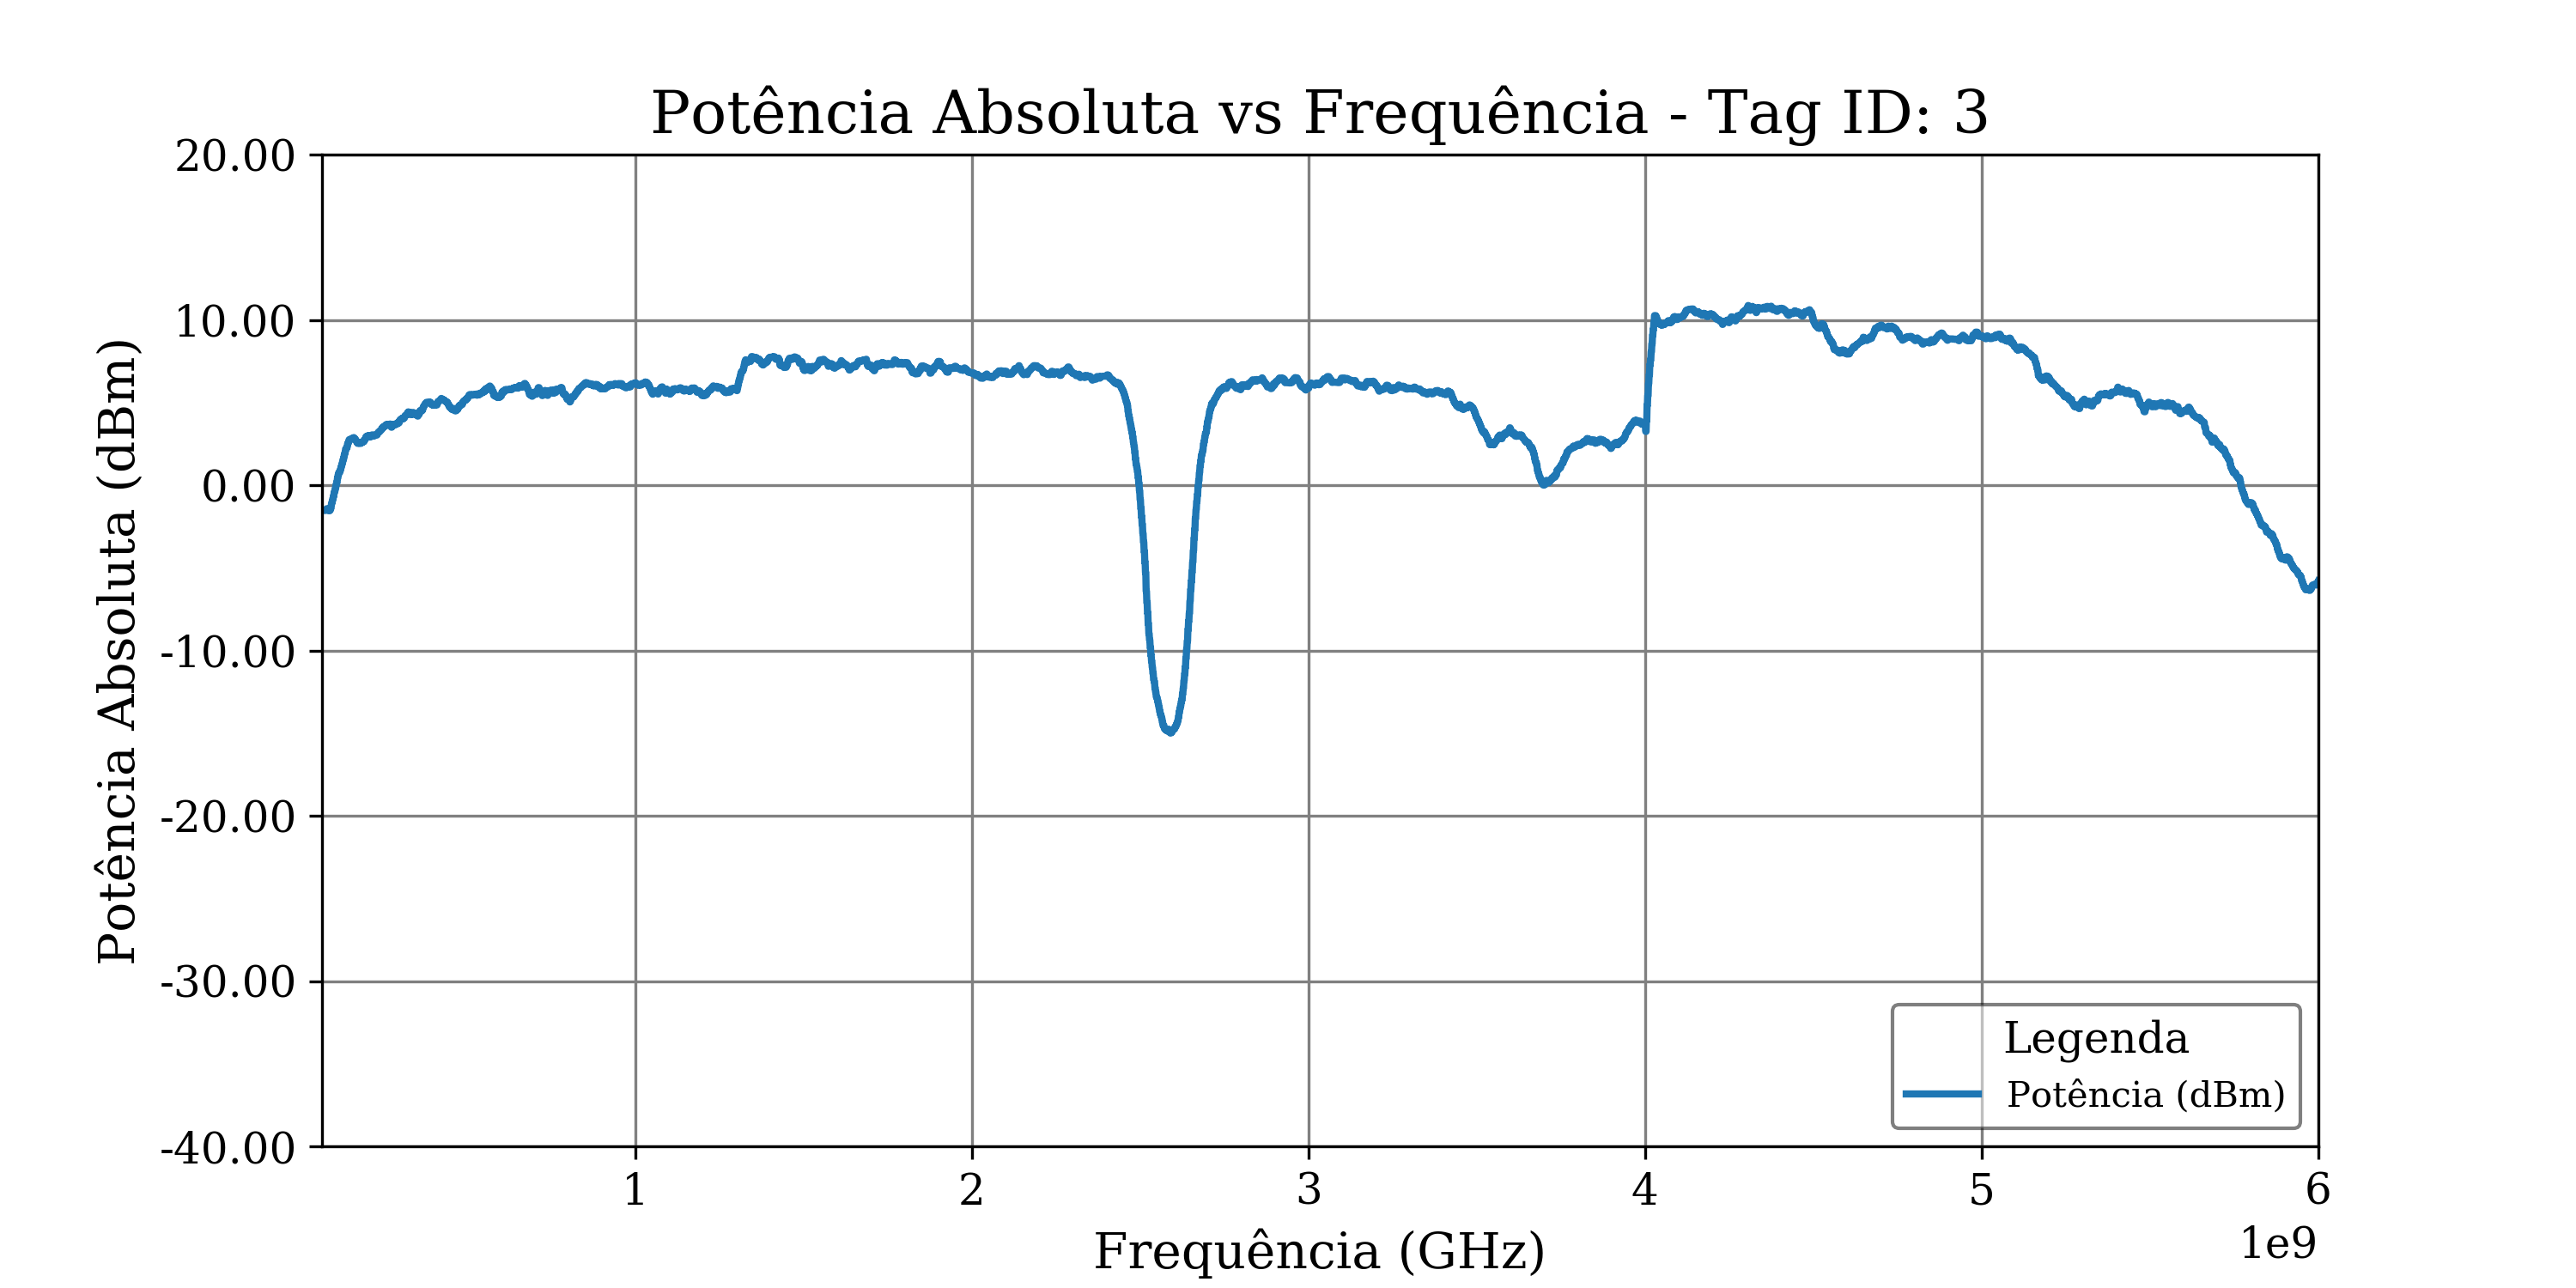 Potência Absoluta vs Frequência - Tag ID: 3
Potência Absoluta (dBm)
20.00
10.00
0.00
-10.00
-20.00
-30.00
-40.00
Legenda
Potência (dBm)
1 2 3 4 5 6
1e9
Frequência (GHz)